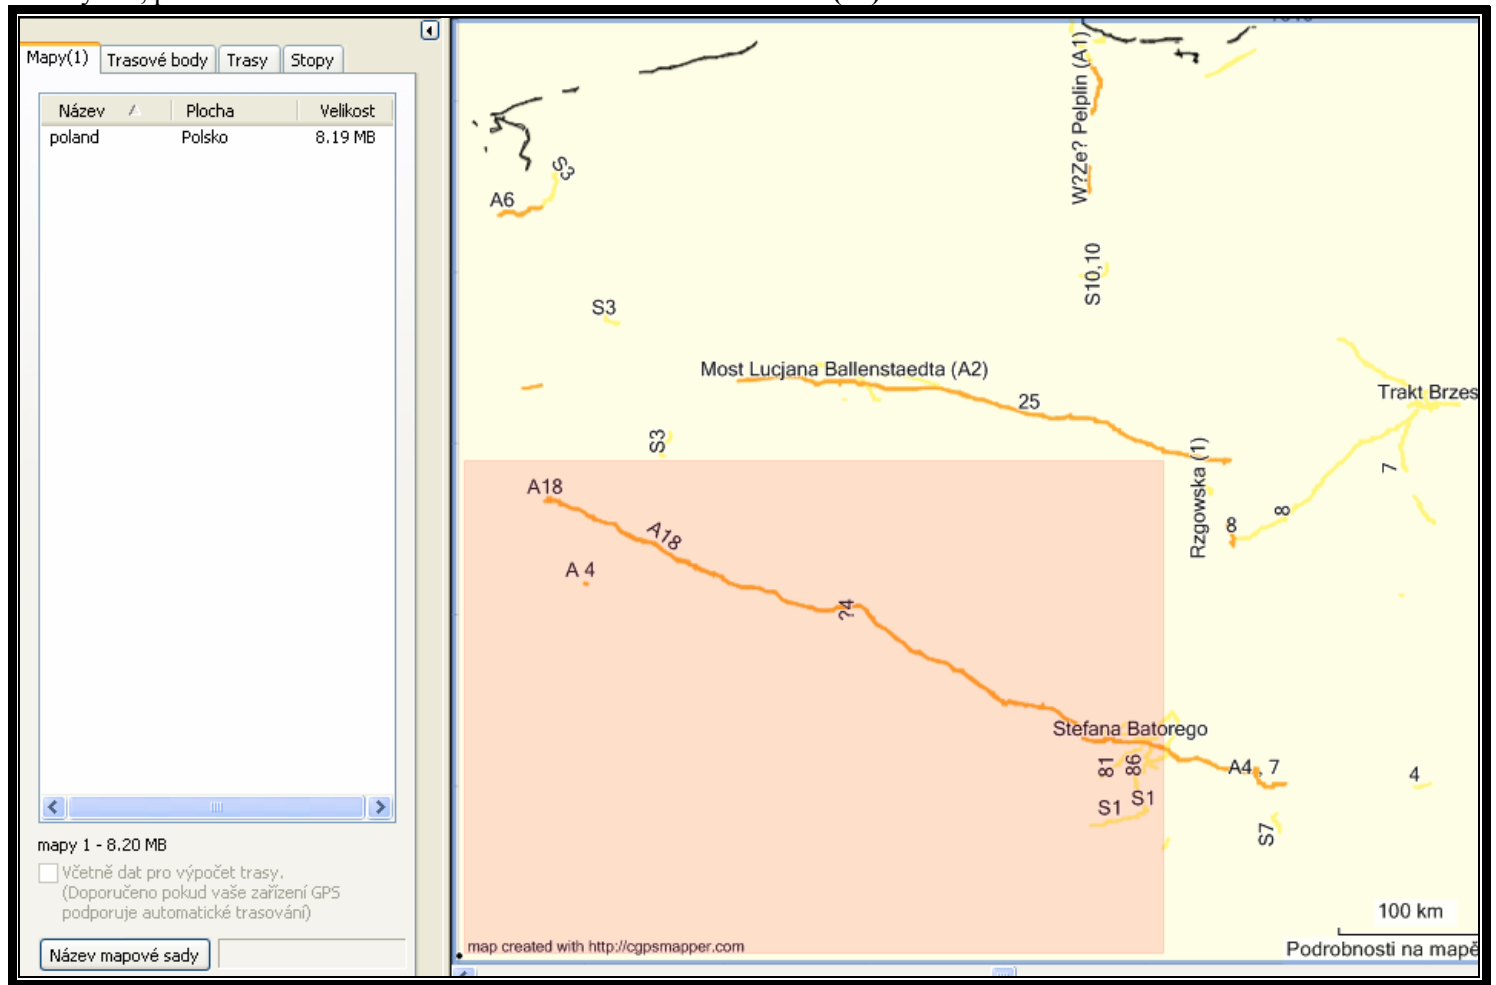 Mapy(1) Trasové body Trasy Stopy
Název Plocha Velikost
poland Polsko 8.19 MB
mapy 1 - 8.20 MB
Včetně dat pro výpočet trasy.
(Doporučeno pokud vaše zařízení GPS
podporuje automatické trasování)
Název mapové sady
W?Ze? Pelplin (A1)
S3
A6
S10,10
S3
Most Lucjana Ballenstaedta (A2)
25
Trakt Brzes
S3
Rzgowska (1)
7
8
8
A18
A18
A 4
?4
Stefana Batorego
81
86
A4 , 7
4
S1
S1
S7
100 km
map created with http://cgpsmapper.com
Podrobnosti na mapě